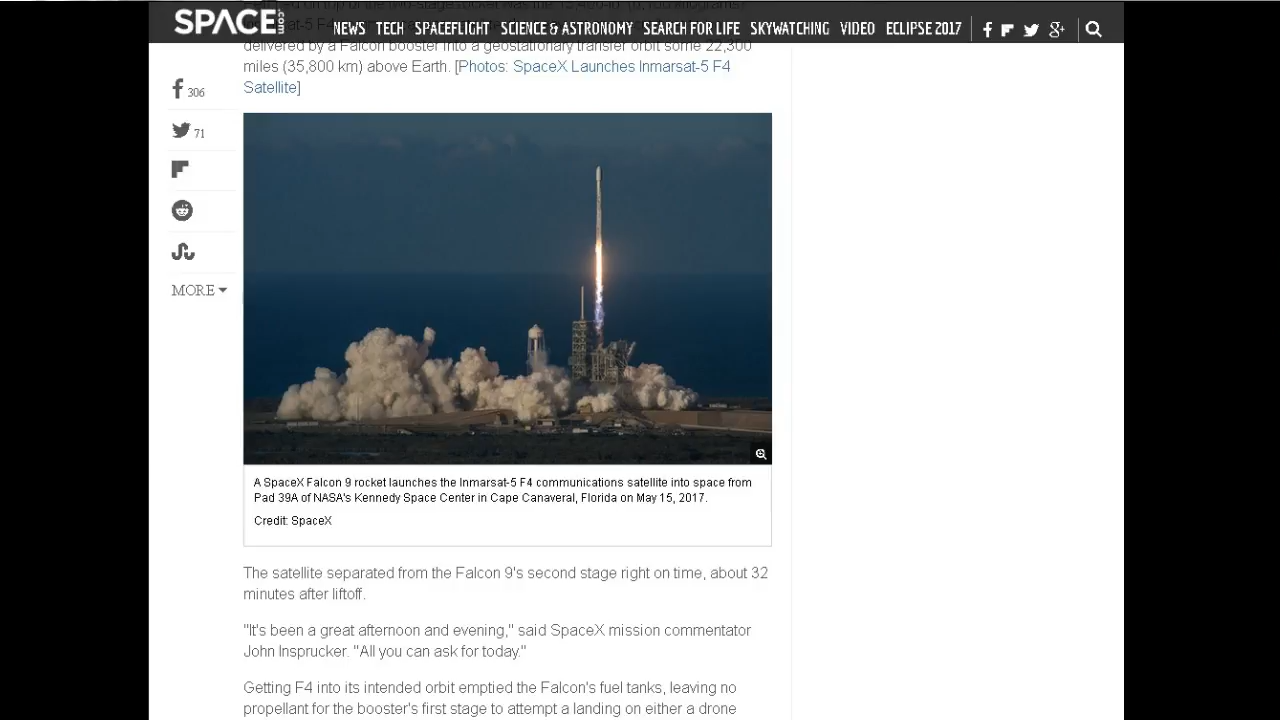 SPACE.com
NEWS TECH SPACEFLIGHT SCIENCE & ASTRONOMY SEARCH FOR LIFE SKYWATCHING VIDEO ECLIPSE 2017
delivered by a Falcon booster into a geostationary transfer orbit some 22,300
miles (35,800 km) above Earth. [Photos: SpaceX Launches Inmarsat-5 F4
Satellite]
306
71
MORE
A SpaceX Falcon 9 rocket launches the Inmarsat-5 F4 communications satellite into space from
Pad 39A of NASA's Kennedy Space Center in Cape Canaveral, Florida on May 15, 2017.
Credit: SpaceX
The satellite separated from the Falcon 9's second stage right on time, about 32
minutes after liftoff.
"It's been a great afternoon and evening," said SpaceX mission commentator
John Insprucker. "All you can ask for today."
Getting F4 into its intended orbit emptied the Falcon's fuel tanks, leaving no
propellant for the booster's first stage to attempt a landing on either a drone